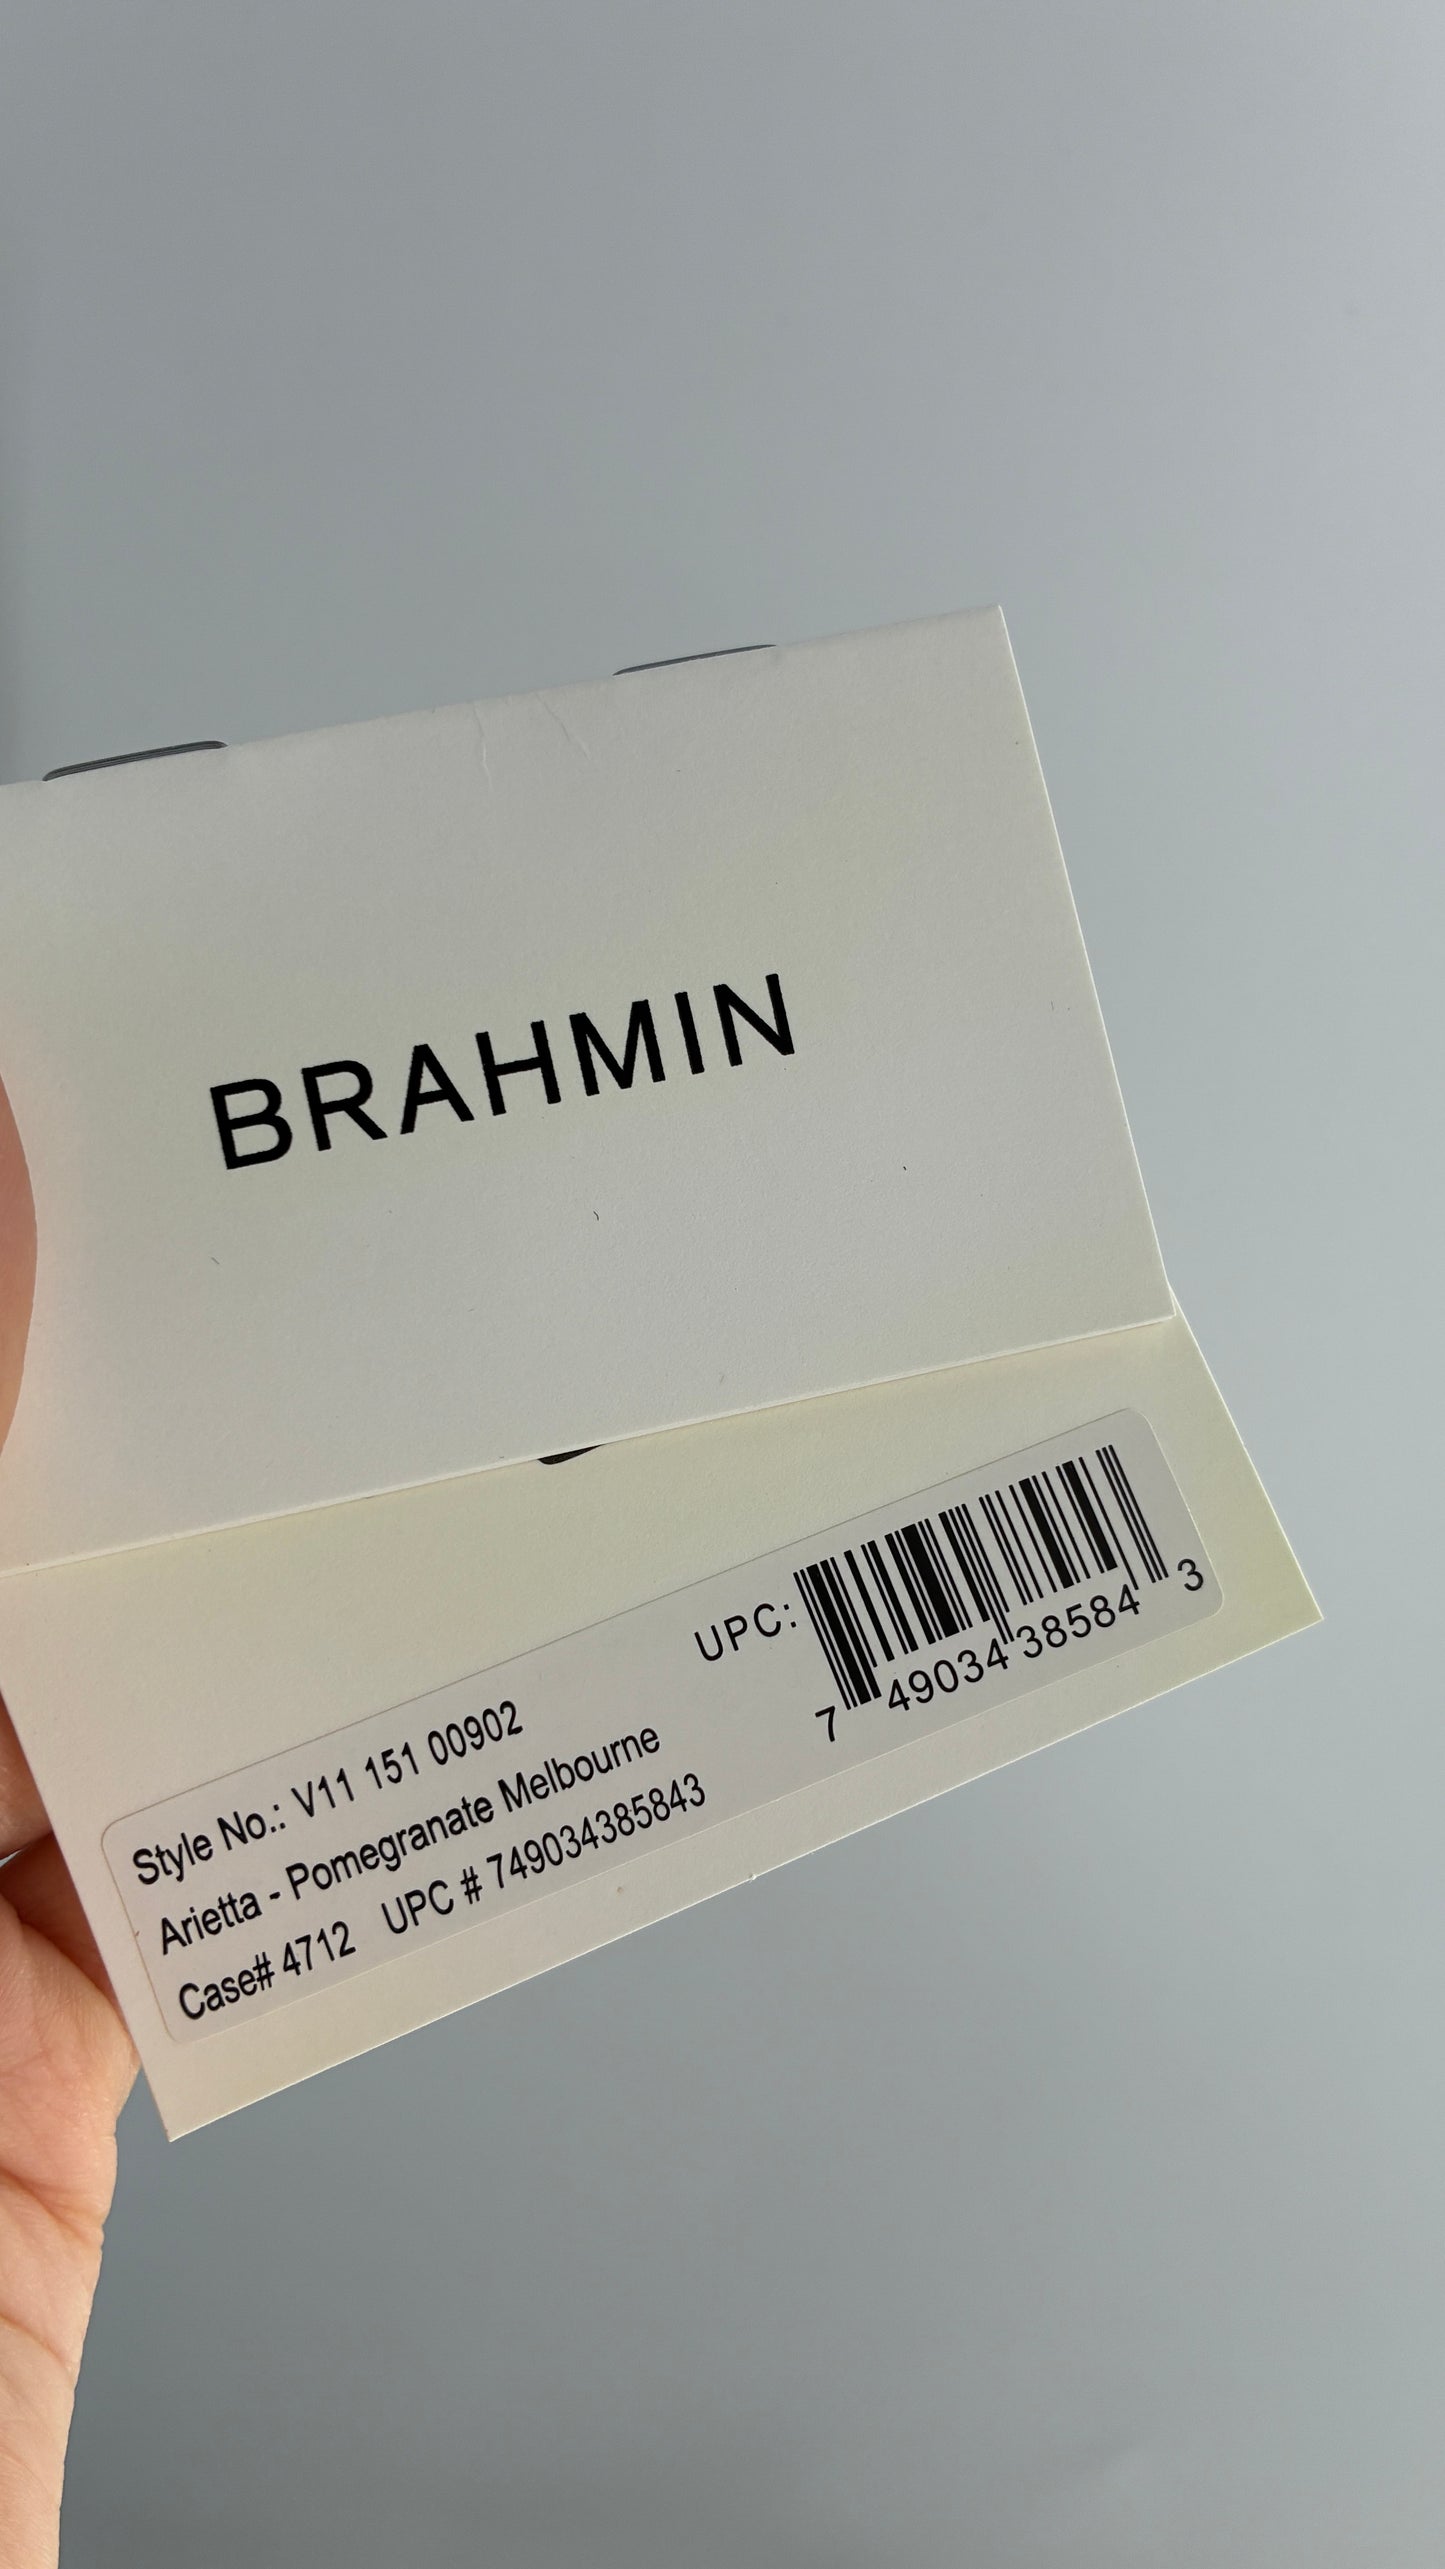 BRAHMIN
Style No.: V11 151 00902
Arietta - Pomegranate Melbourne
Case# 4712 UPC # 749034385843
UPC:
7 49034 38584 3